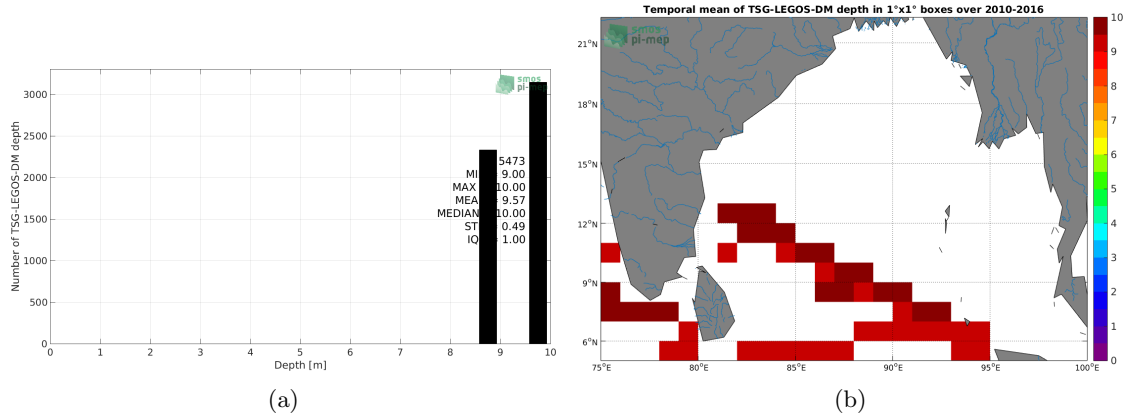 Temporal mean of TSG-LEGOS-DM depth in 1°x1° boxes over 2010-2016
smos
pi-mep
Number of TSG-LEGOS-DM depth
3000
2500
2000
1500
1000
500
0
5473
9.00
MAX 10.00
9.57
MEDIAN 10.00
0.49
1.00
0 1 2 3 4 5 6 7 8 9 10
Depth [m]
(a)
smos
pi-mep
21°N
18°N
15°N
12°N
9°N
6°N
75°E 80°E 85°E 90°E 95°E 100°E
10
9
8
7
6
5
4
3
2
1
0
(b)